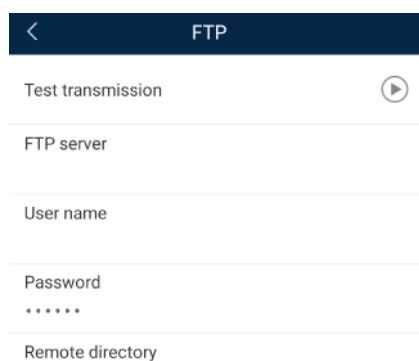 FTP
Test transmission
FTP server
User name
Password
••••••
Remote directory